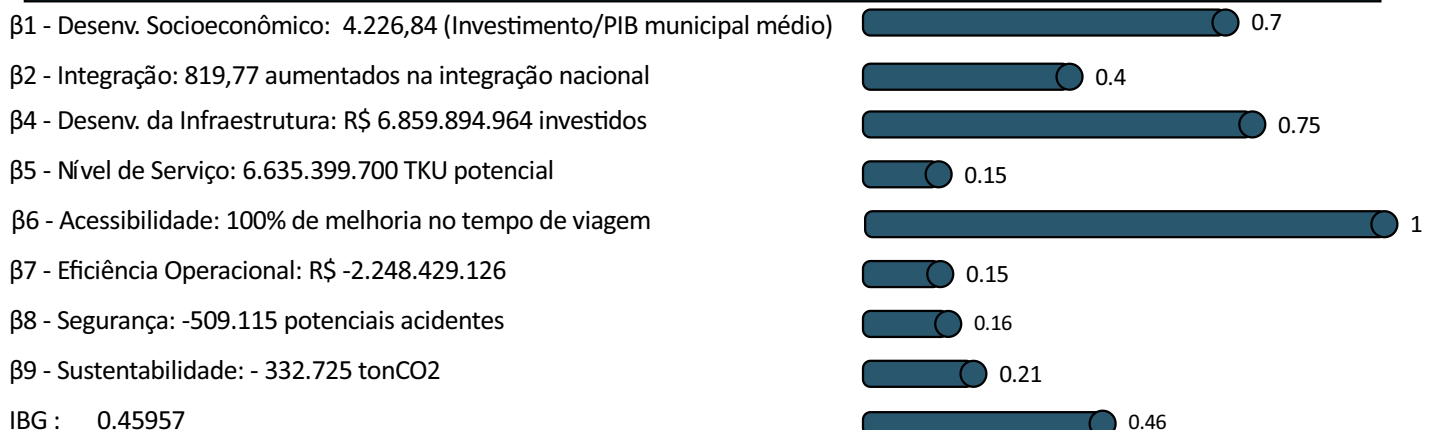 β1 - Desenv. Socioeconômico:  4.226,84 (Investimento/PIB municipal médio) 0.7
β2 - Integração: 819,77 aumentados na integração nacional 0.4
β4 - Desenv. da Infraestrutura: R$ 6.859.894.964 investidos 0.75
β5 - Nível de Serviço: 6.635.399.700 TKU potencial 0.15
β6 - Acessibilidade: 100% de melhoria no tempo de viagem 1
β7 - Eficiência Operacional: R$ -2.248.429.126 0.15
β8 - Segurança: -509.115 potenciais acidentes 0.16
β9 - Sustentabilidade: - 332.725 tonCO2 0.21
IBG :    0.45957 0.46